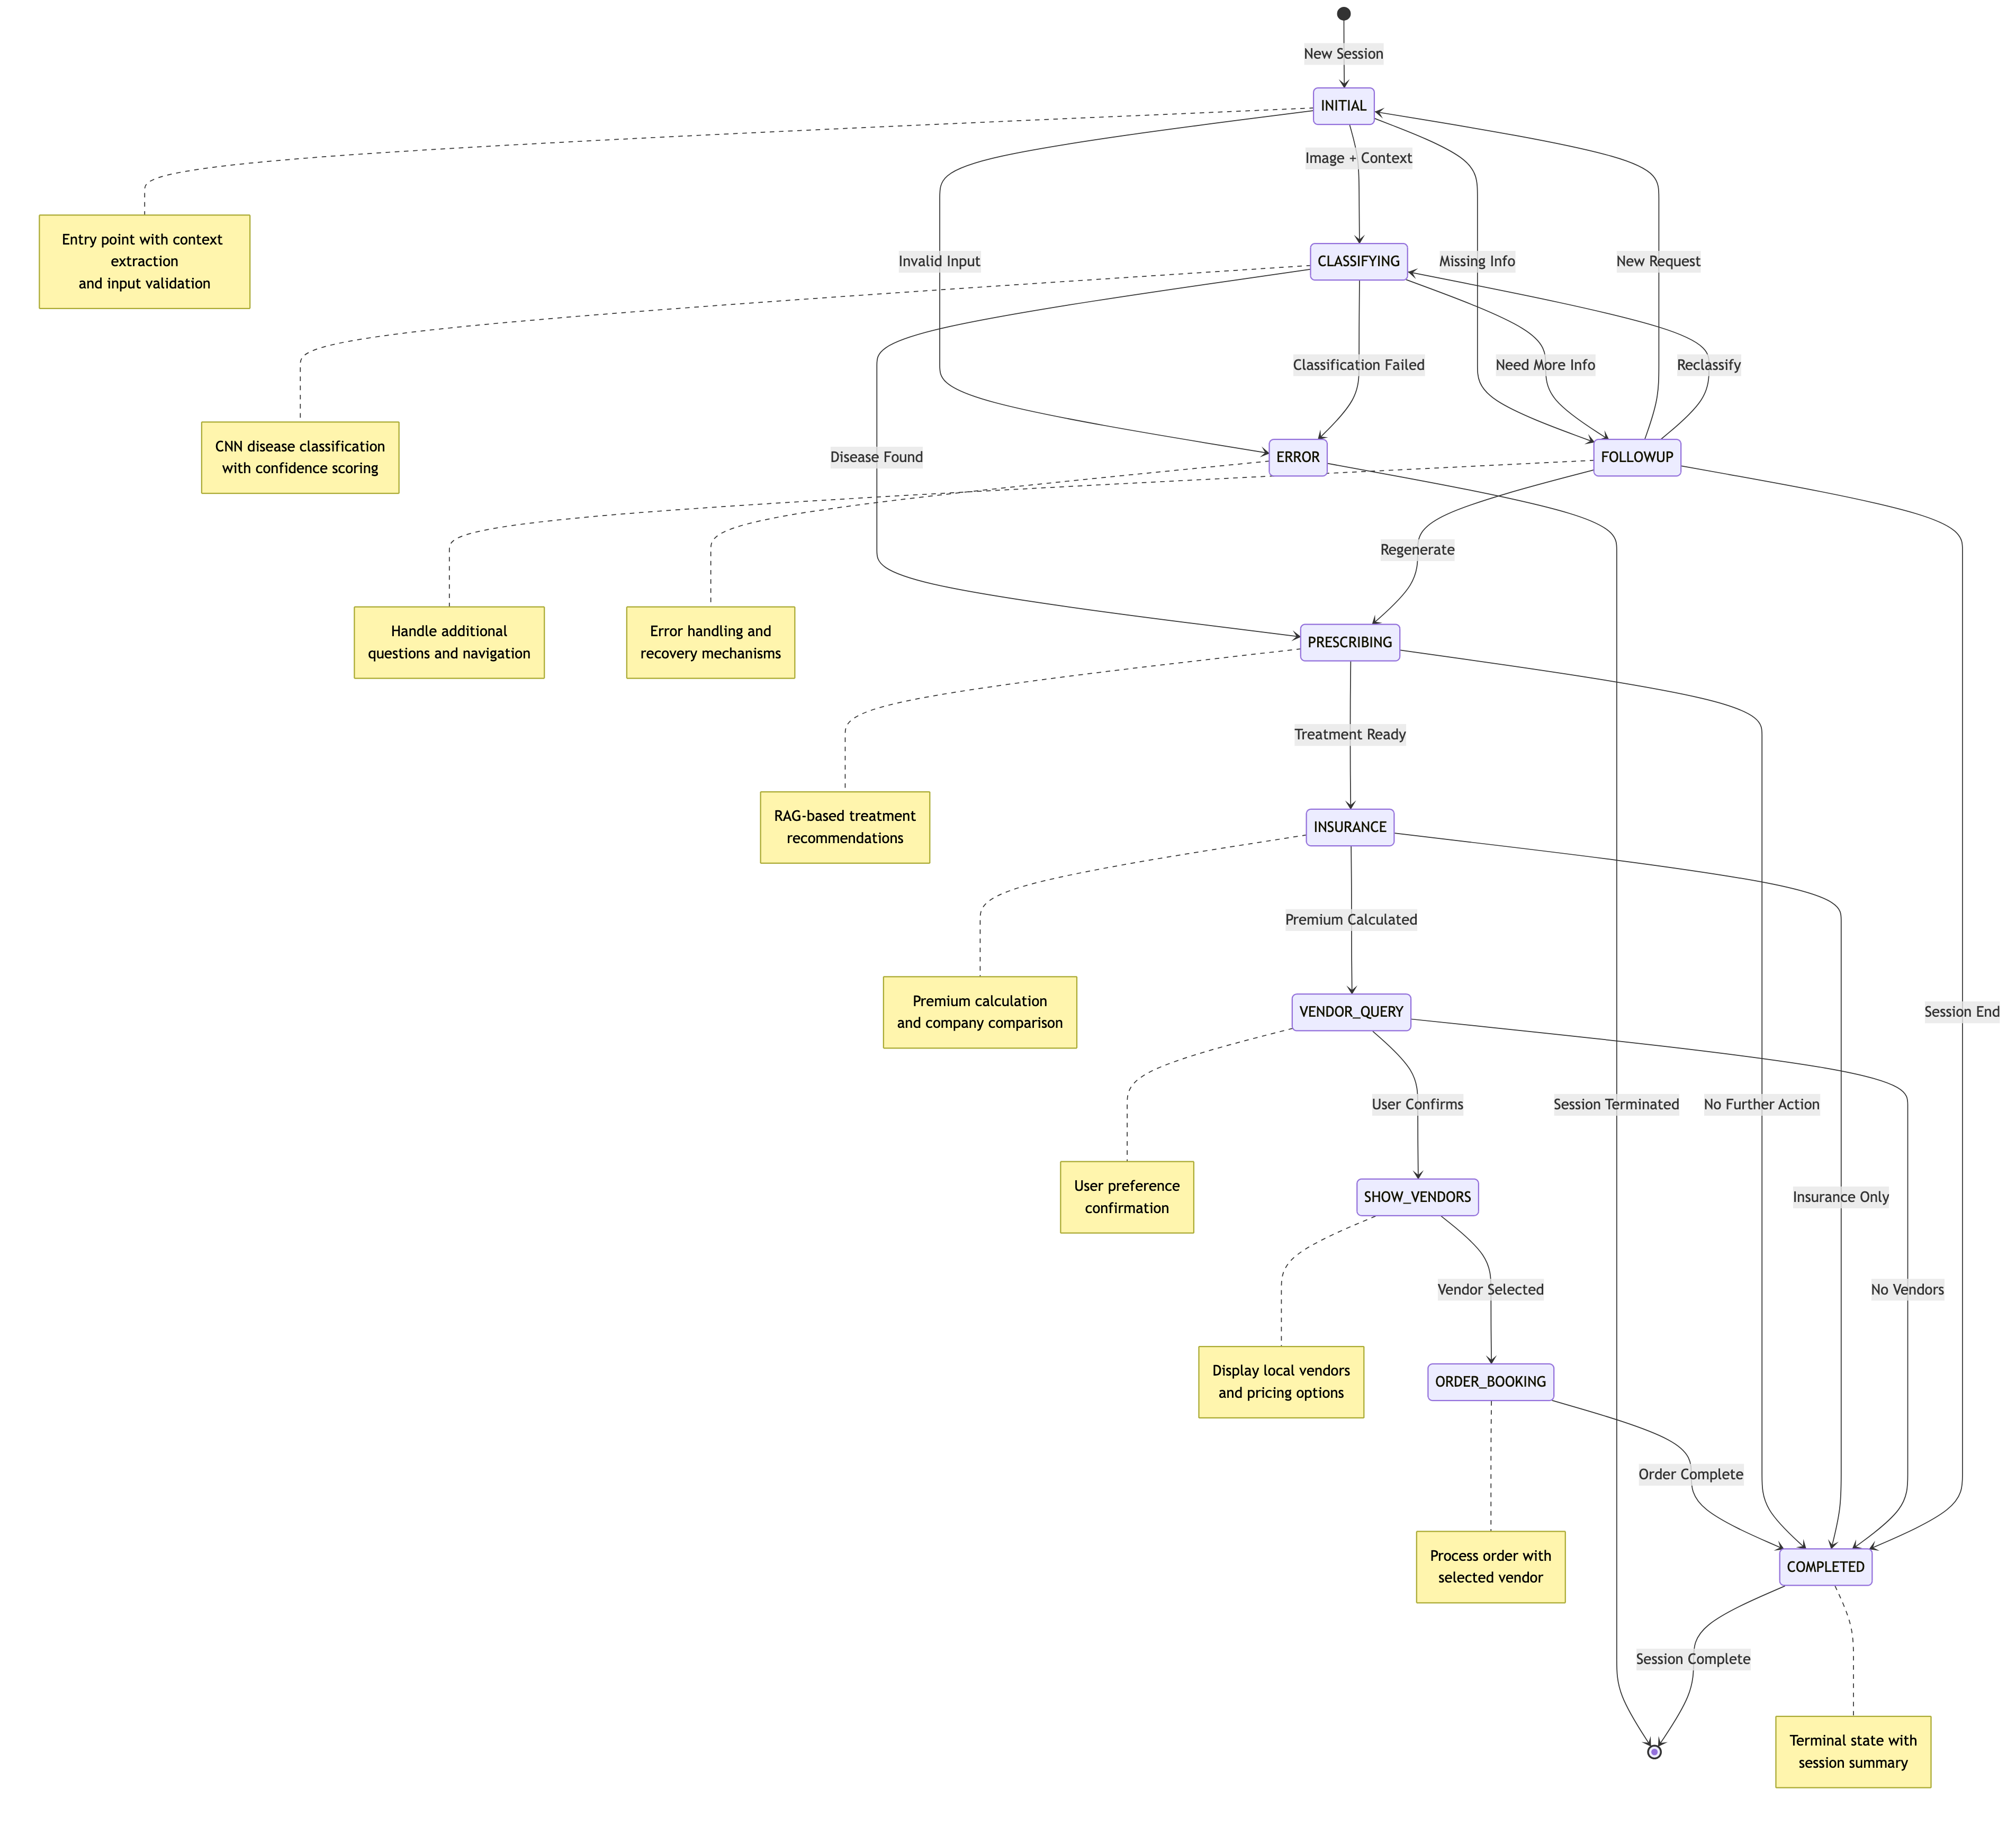 New Session
INITIAL
Image + Context
Entry point with context
extraction
and input validation
Invalid Input
CLASSIFYING
Missing Info
New Request
Classification Failed
Need More Info
Reclassify
CNN disease classification
with confidence scoring
Disease Found
ERROR
FOLLOWUP
Regenerate
Handle additional
questions and navigation
Error handling and
recovery mechanisms
PRESCRIBING
Treatment Ready
RAG-based treatment
recommendations
INSURANCE
Premium Calculated
Premium calculation
and company comparison
VENDOR_QUERY
Session End
User Confirms
Session Terminated
No Further Action
User preference
confirmation
SHOW_VENDORS
Insurance Only
Vendor Selected
No Vendors
Display local vendors
and pricing options
ORDER_BOOKING
Order Complete
Process order with
selected vendor
COMPLETED
Session Complete
Terminal state with
session summary